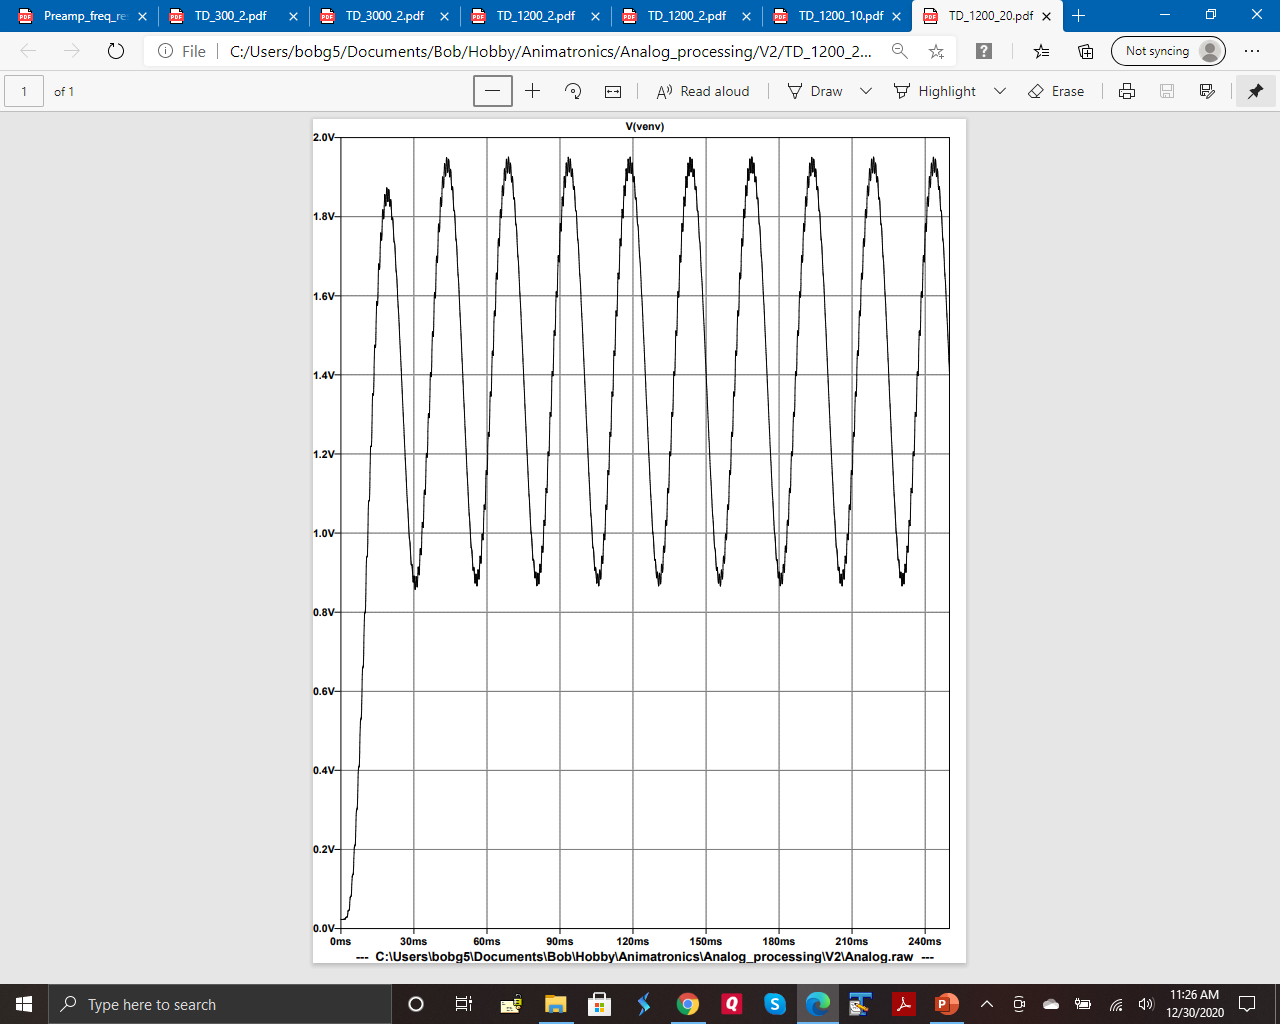 Preamp_freq_re
TD_300_2.pdf
TD_3000_2.pdf
TD_1200_2.pdf
TD_1200_2.pdf
TD_1200_10.pdf
TD_1200_20.pdf
File
C:/Users/bobg5/Documents/Bob/Hobby/Animatronics/Analog_processing/V2/TD_1200_2...
Not syncing
1 of 1
Read aloud
Draw
Highlight
Erase
V(venv)
2.0V
1.8V
1.6V
1.4V
1.2V
1.0V
0.8V
0.6V
0.4V
0.2V
0.0V
0ms 30ms 60ms 90ms 120ms 150ms 180ms 210ms 240ms
--- C:\Users\bobg5\Documents\Bob\Hobby\Animatronics\Analog_processing\V2\Analog.raw ---
Type here to search
11:26 AM
12/30/2020